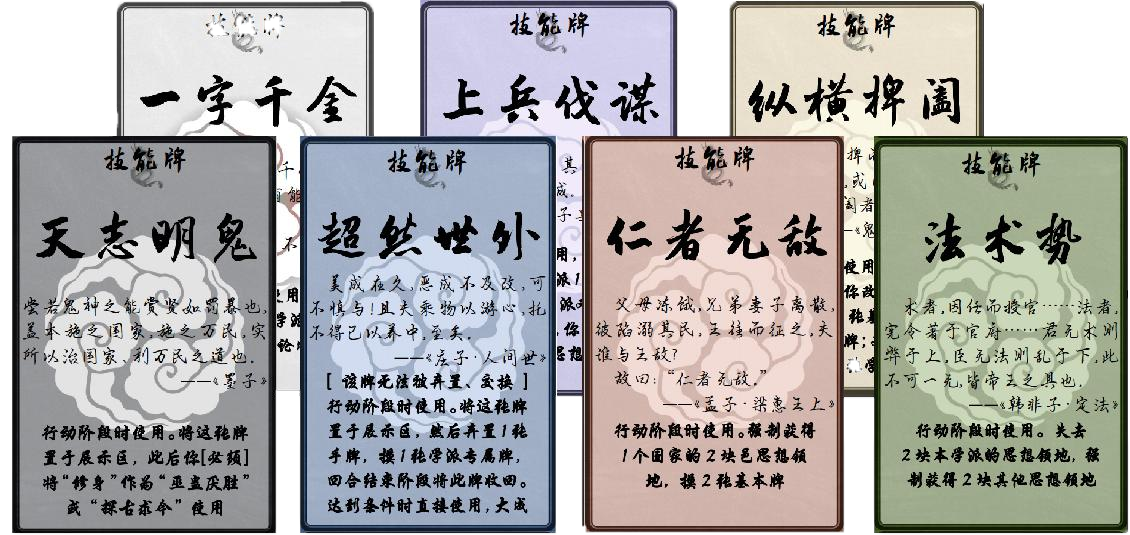 技能牌
一字千金
技能牌
上兵伐谋
技能牌
纵横捭阖
技能牌
天志明鬼
尝若鬼神之能赏贤如罚暴也，
盖本施之国家，施之万民，实
所以治国家，利万民之道也。
——《墨子》
行动阶段时使用。将这张牌
置于展示区，此后你[必须]
将“修身”作为“巫蛊厌胜”
或“探古求今”使用
技能牌
超然世外
美成在久，恶成不及改，可
不慎与！且夫乘物以游心，托
不得已以养中，至矣。
——《庄子·人间世》
[ 该牌无法被弃置、交换 ]
行动阶段时使用。将这张牌
置于展示区，然后弃置1张
手牌，摸1张学派专属牌，
回合结束阶段将此牌收回。
达到条件时直接使用，大成
技能牌
仁者无敌
父母冻饿，兄弟妻子离散，
彼陷溺其民，王往而征之，夫
谁与王敌？
故曰：“仁者无敌。”
——《孟子·梁惠王上》
行动阶段时使用。强制获得
1个国家的2块色思想领
地，摸2张基本牌
技能牌
法术势
术者，因任而授官……法者，
宪令著于官府……君无术则
弊于上，臣无法则乱于下，此
不可一无，皆帝王之具也。
——《韩非子·定法》
行动阶段时使用。失去
2块本学派的思想领地，强
制获得2块其他思想领地